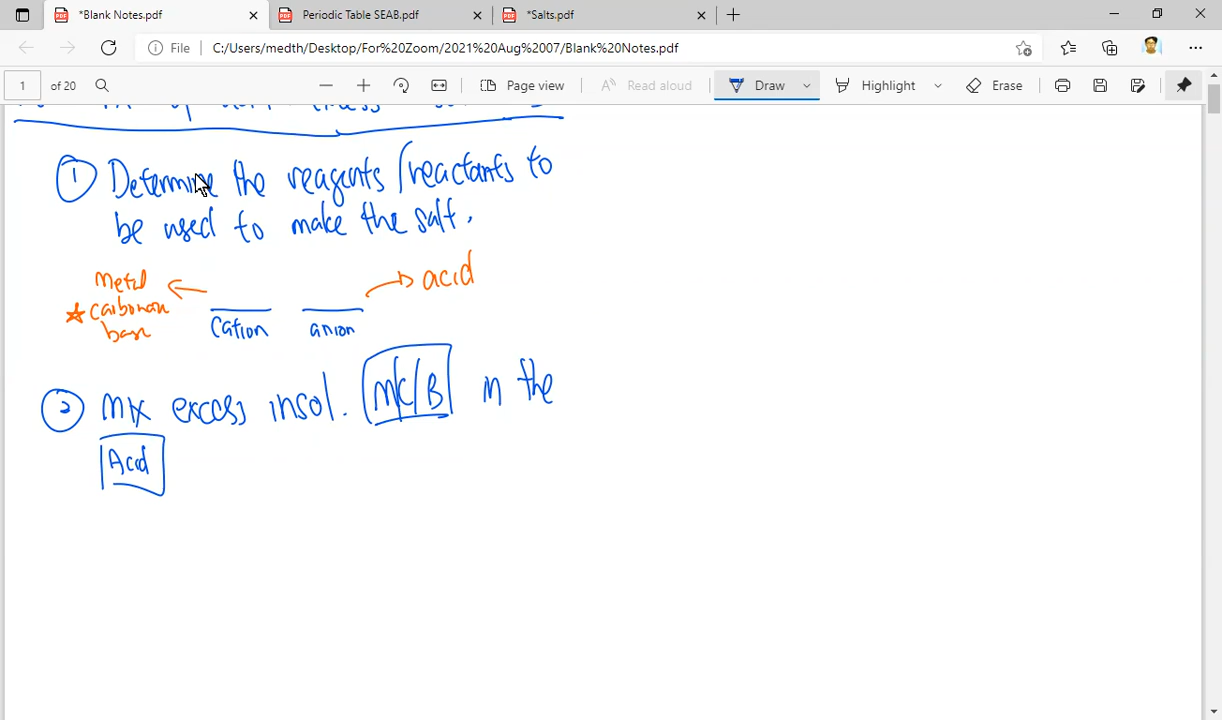 *Blank Notes.pdf
Periodic Table SEAB.pdf
*Salts.pdf
File
C:/Users/medth/Desktop/For%20Zoom/2021%20Aug%2007/Blank%20Notes.pdf
1 of 20
Page view
Read aloud
Draw
Highlight
Erase
① Determine the reagents/reactants to
be used to make the salt.
Metal
carbonate
base
acid
cation anion
② Mix excess insol. M/C/B in the
Acid